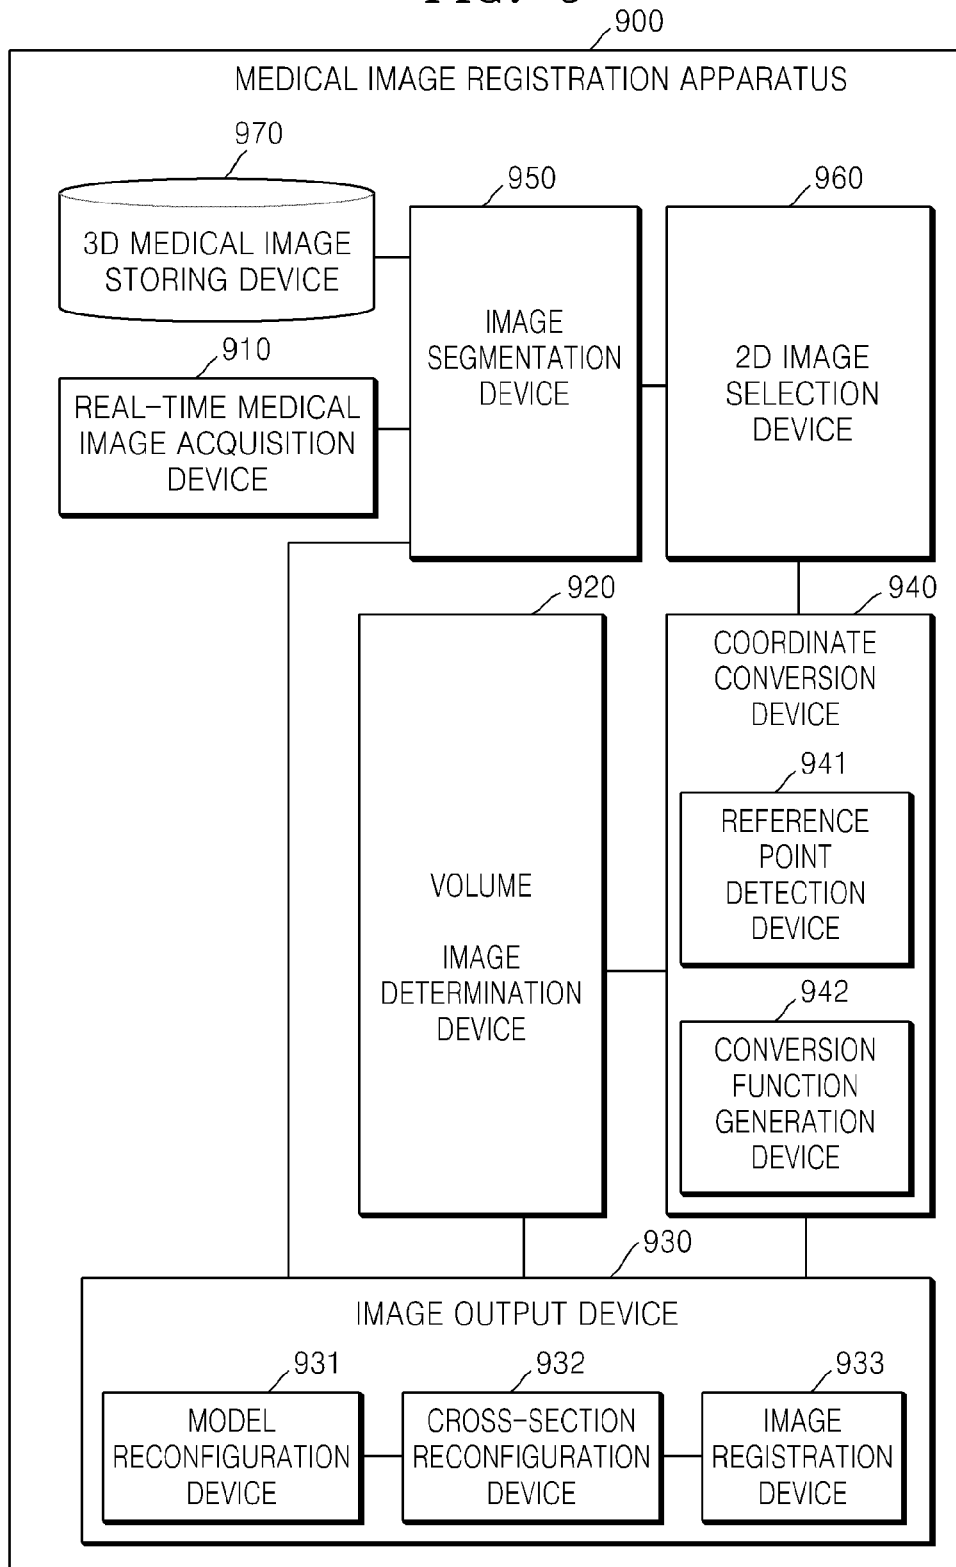 900
MEDICAL IMAGE REGISTRATION APPARATUS
970
3D MEDICAL IMAGE
STORING DEVICE
910
REAL-TIME MEDICAL
IMAGE ACQUISITION
DEVICE
950
IMAGE
SEGMENTATION
DEVICE
960
2D IMAGE
SELECTION
DEVICE
920
VOLUME
IMAGE
DETERMINATION
DEVICE
940
COORDINATE
CONVERSION
DEVICE
941
REFERENCE
POINT
DETECTION
DEVICE
942
CONVERSION
FUNCTION
GENERATION
DEVICE
930
IMAGE OUTPUT DEVICE
931
MODEL
RECONFIGURATION
DEVICE
932
CROSS-SECTION
RECONFIGURATION
DEVICE
933
IMAGE
REGISTRATION
DEVICE